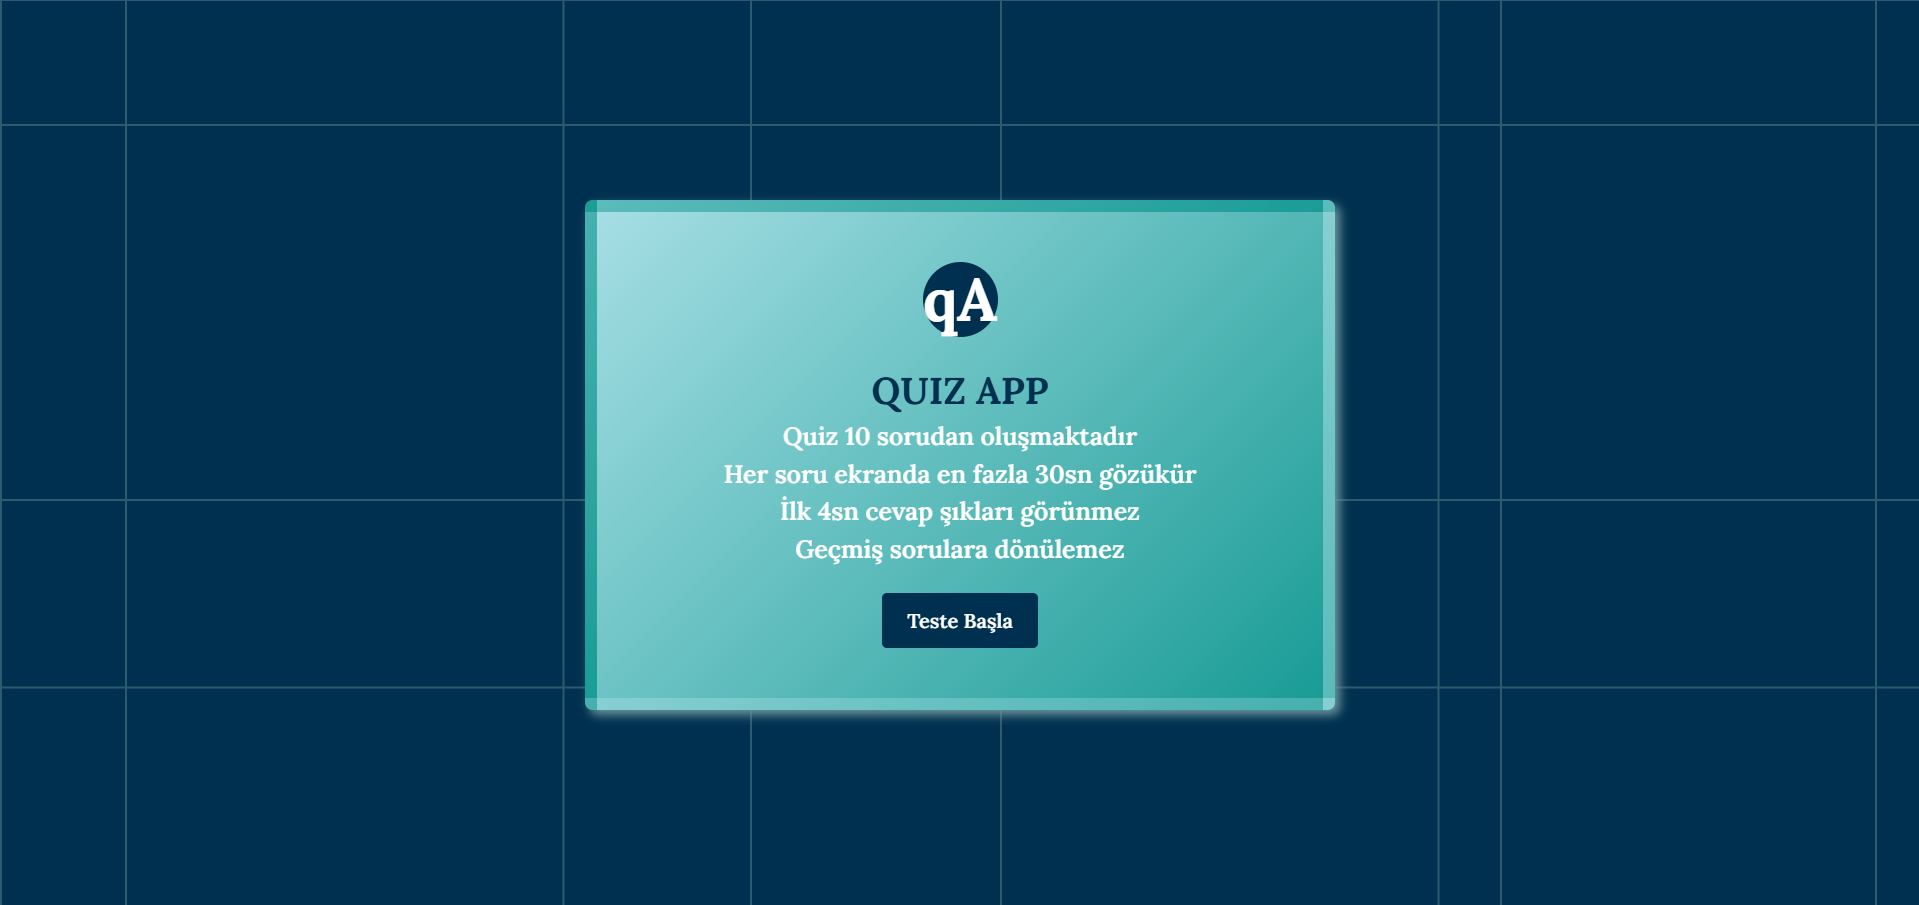 qA
QUIZ APP
Quiz 10 sorudan oluşmaktadır
Her soru ekranda en fazla 30sn gözükür
İlk 4sn cevap şıkları görünmez
Geçmiş sorulara dönülemez
Teste Başla